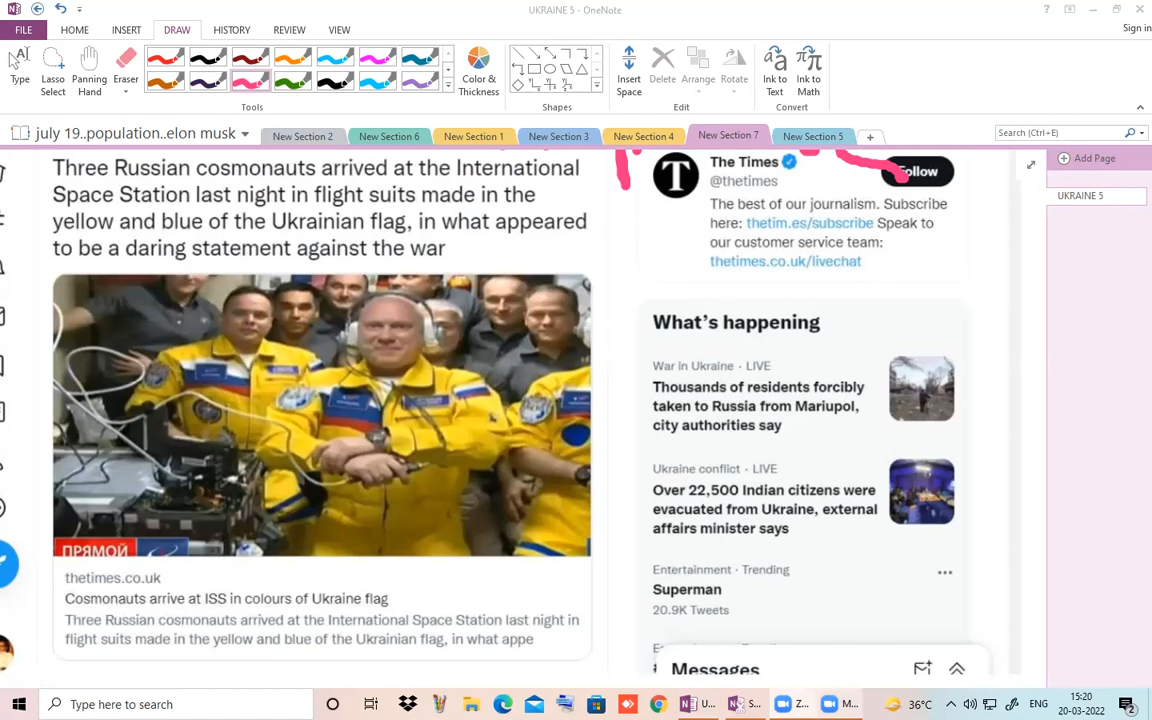 UKRAINE 5 - OneNote
Sign in
FILE HOME INSERT DRAW HISTORY REVIEW VIEW
Type
Lasso Select
Panning Hand
Eraser
Color & Thickness
Insert Space
Delete
Arrange
Rotate
Ink to Text
Ink to Math
Tools
Shapes
Edit
Convert
july 19..population..elon musk
New Section 2
New Section 6
New Section 1
New Section 3
New Section 4
New Section 7
New Section 5
Search (Ctrl+E)
Add Page
UKRAINE 5
Three Russian cosmonauts arrived at the International
Space Station last night in flight suits made in the
yellow and blue of the Ukrainian flag, in what appeared
to be a daring statement against the war
ПРЯМОЙ
thetimes.co.uk
Cosmonauts arrive at ISS in colours of Ukraine flag
Three Russian cosmonauts arrived at the International Space Station last night in
flight suits made in the yellow and blue of the Ukrainian flag, in what appe
T
The Times
@thetimes
The best of our journalism. Subscribe
here: thetim.es/subscribe Speak to
our customer service team:
thetimes.co.uk/livechat
What's happening
War in Ukraine · LIVE
Thousands of residents forcibly
taken to Russia from Mariupol,
city authorities say
Ukraine conflict · LIVE
Over 22,500 Indian citizens were
evacuated from Ukraine, external
affairs minister says
Entertainment · Trending
Superman
20.9K Tweets
Messages
Type here to search
U...
S...
Z...
M...
36°C
ENG
15:20
20-03-2022
2